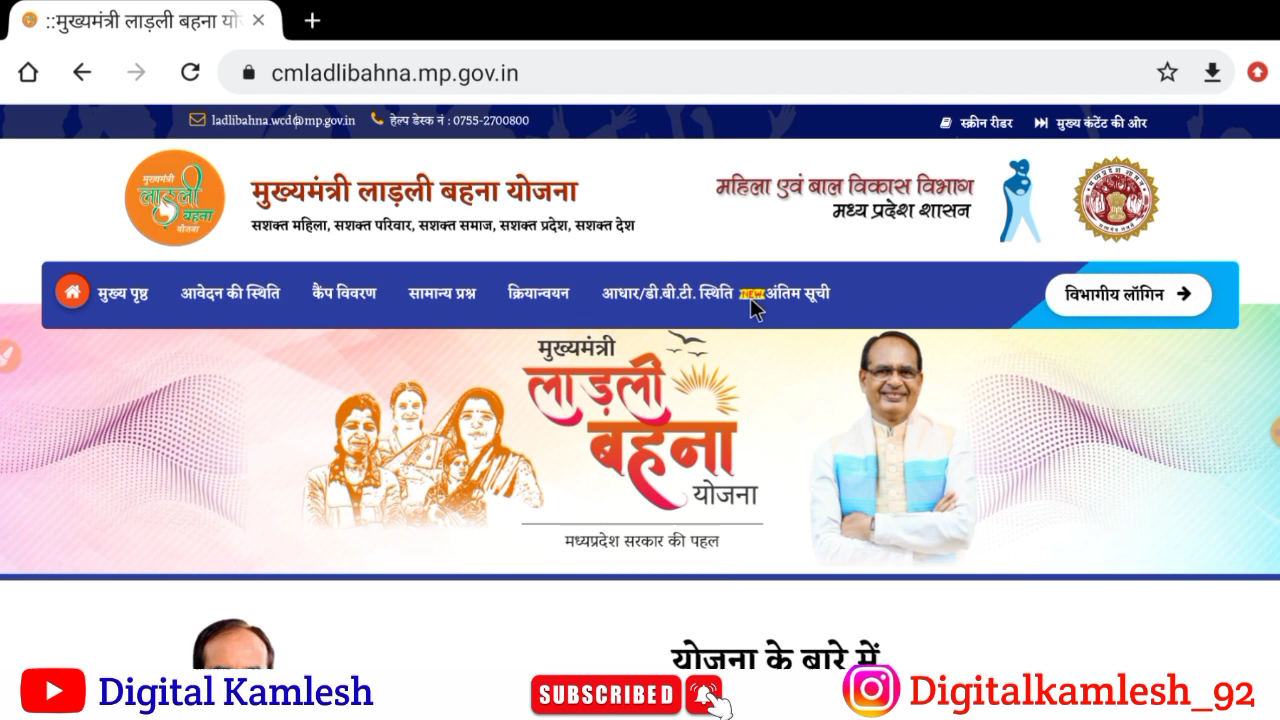 ::मुख्यमंत्री लाड़ली बहना यो
cmladlibahna.mp.gov.in
ladlibahna.wcd@mp.gov.in हेल्प डेस्क नं : 0755-2700800 स्क्रीन रीडर मुख्य कंटेंट की ओर
मुख्यमंत्री
लाड़ली
बहना
योजना
मुख्यमंत्री लाड़ली बहना योजना
सशक्त महिला, सशक्त परिवार, सशक्त समाज, सशक्त प्रदेश, सशक्त देश
महिला एवं बाल विकास विभाग
मध्य प्रदेश शासन
मुख्य पृष्ठ आवेदन की स्थिति कैंप विवरण सामान्य प्रश्न क्रियान्वयन आधार/डी.बी.टी. स्थिति NEW अंतिम सूची विभागीय लॉगिन
मुख्यमंत्री
लाड़ली
बहना
योजना
मध्यप्रदेश सरकार की पहल
योजना के बारे में
Digital Kamlesh SUBSCRIBED Digitalkamlesh_92